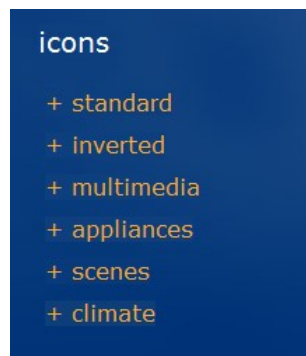 icons
+ standard
+ inverted
+ multimedia
+ appliances
+ scenes
+ climate